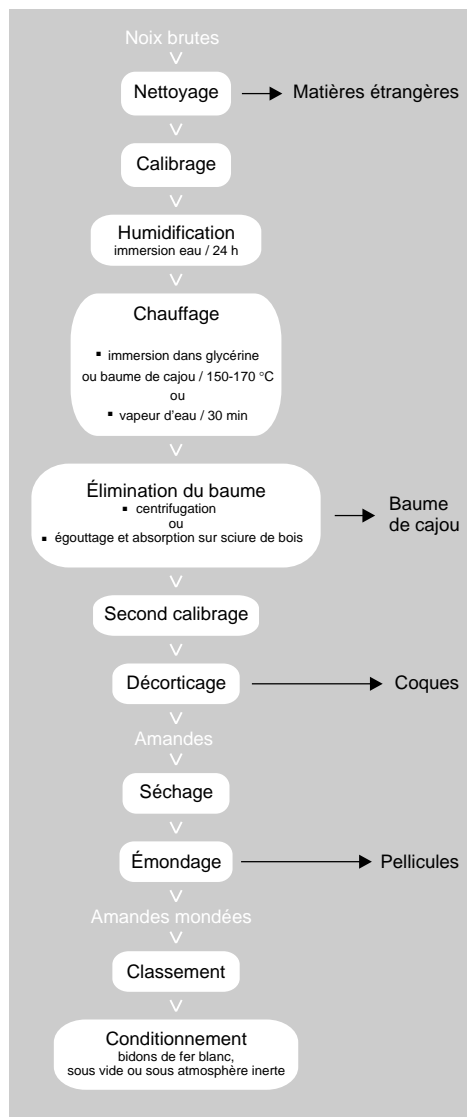 Noix brutes
Nettoyage
Matières étrangères
Calibrage
Humidification
immersion eau / 24 h
Chauffage
▪ immersion dans glycérine
ou baume de cajou / 150-170 °C
ou
▪ vapeur d'eau / 30 min
Élimination du baume
▪ centrifugation
ou
▪ égouttage et absorption sur sciure de bois
Baume
de cajou
Second calibrage
Décorticage
Coques
Amandes
Séchage
Émondage
Pellicules
Amandes mondées
Classement
Conditionnement
bidons de fer blanc,
sous vide ou sous atmosphère inerte